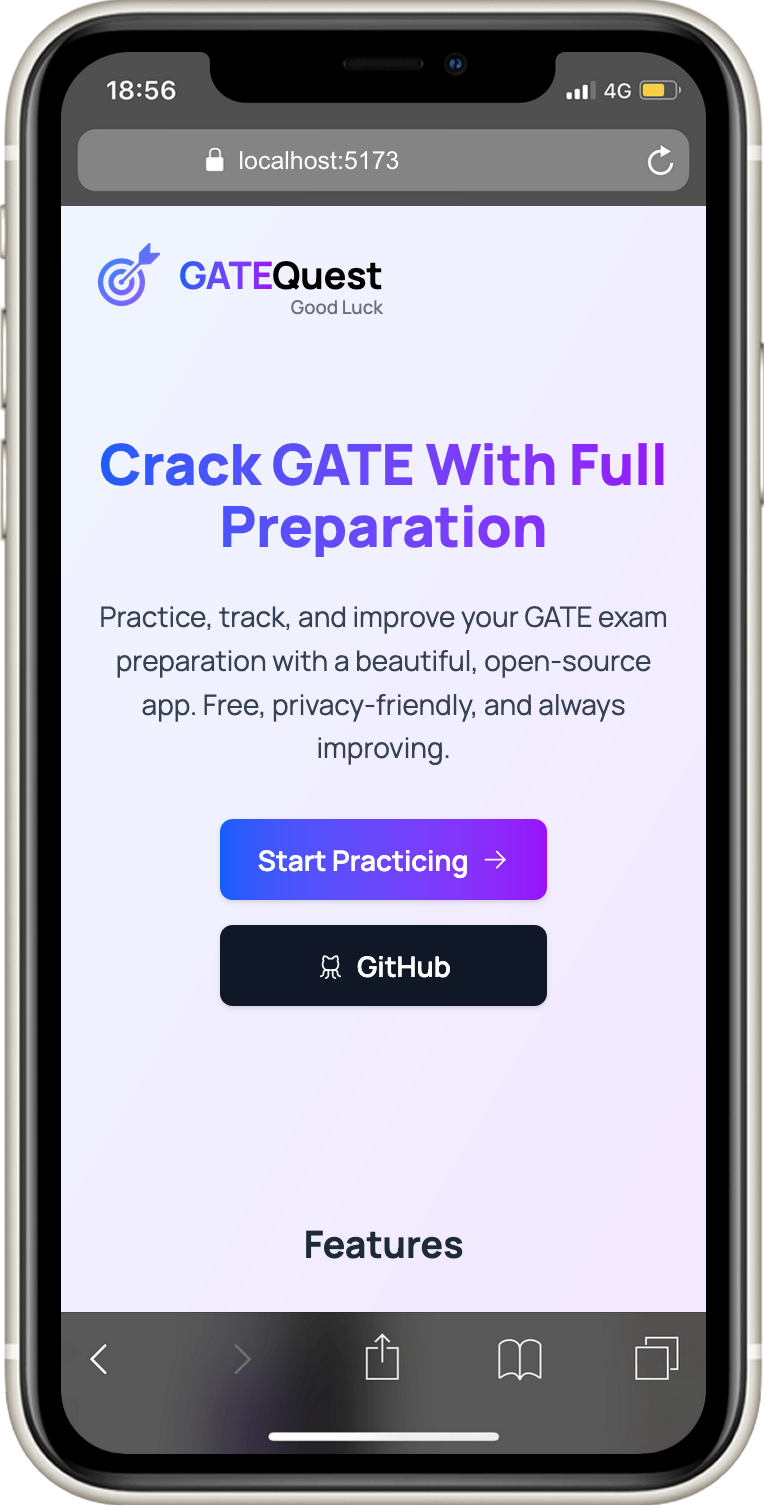 18:56
4G
localhost:5173
GATEQuest
Good Luck
Crack GATE With Full
Preparation
Practice, track, and improve your GATE exam
preparation with a beautiful, open-source
app. Free, privacy-friendly, and always
improving.
Start Practicing →
GitHub
Features